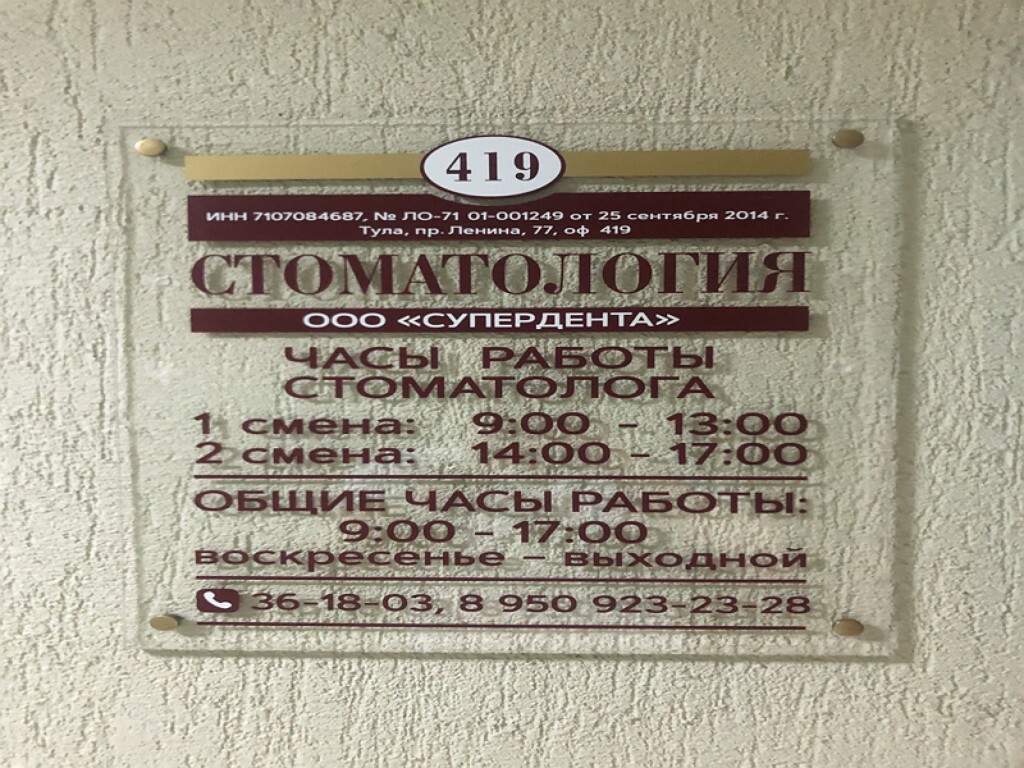 419
ИНН 7107084687, № ЛО-71 01-001249 от 25 сентября 2014 г.
Тула, пр. Ленина, 77, оф 419
СТОМАТОЛОГИЯ
ООО «СУПЕРДЕНТА»
ЧАСЫ РАБОТЫ
СТОМАТОЛОГА
1 смена: 9:00 - 13:00
2 смена: 14:00 - 17:00
ОБЩИЕ ЧАСЫ РАБОТЫ:
9:00 - 17:00
воскресенье - выходной
36-18-03, 8 950 923-23-28